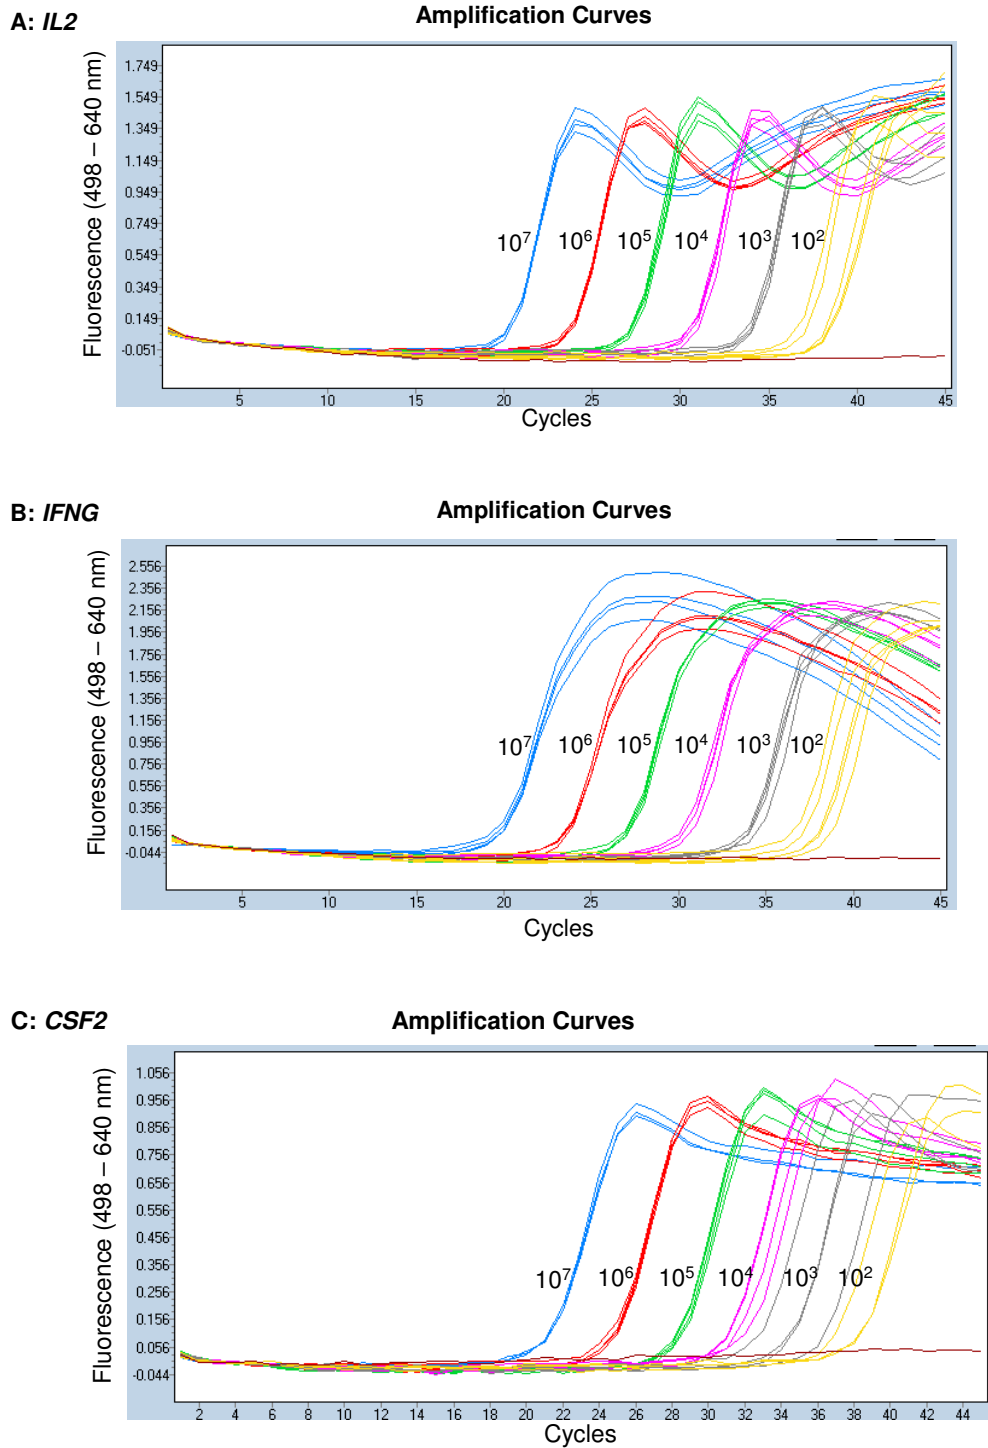 A: IL2
Amplification Curves
1.749
1.549
1.349
1.149
0.949
0.749
0.549
0.349
0.149
-0.051
Fluorescence (498 – 640 nm)
10⁷ 10⁶ 10⁵ 10⁴ 10³ 10²
5 10 15 20 25 30 35 40 45
Cycles
B: IFNG
Amplification Curves
2.556
2.356
2.156
1.956
1.756
1.556
1.356
1.156
0.956
0.756
0.556
0.356
0.156
-0.044
Fluorescence (498 – 640 nm)
10⁷ 10⁶ 10⁵ 10⁴ 10³ 10²
5 10 15 20 25 30 35 40 45
Cycles
C: CSF2
Amplification Curves
1.056
0.956
0.856
0.756
0.656
0.556
0.456
0.356
0.256
0.156
0.056
-0.044
Fluorescence (498 – 640 nm)
10⁷ 10⁶ 10⁵ 10⁴ 10³ 10²
2 4 6 8 10 12 14 16 18 20 22 24 26 28 30 32 34 36 38 40 42 44
Cycles